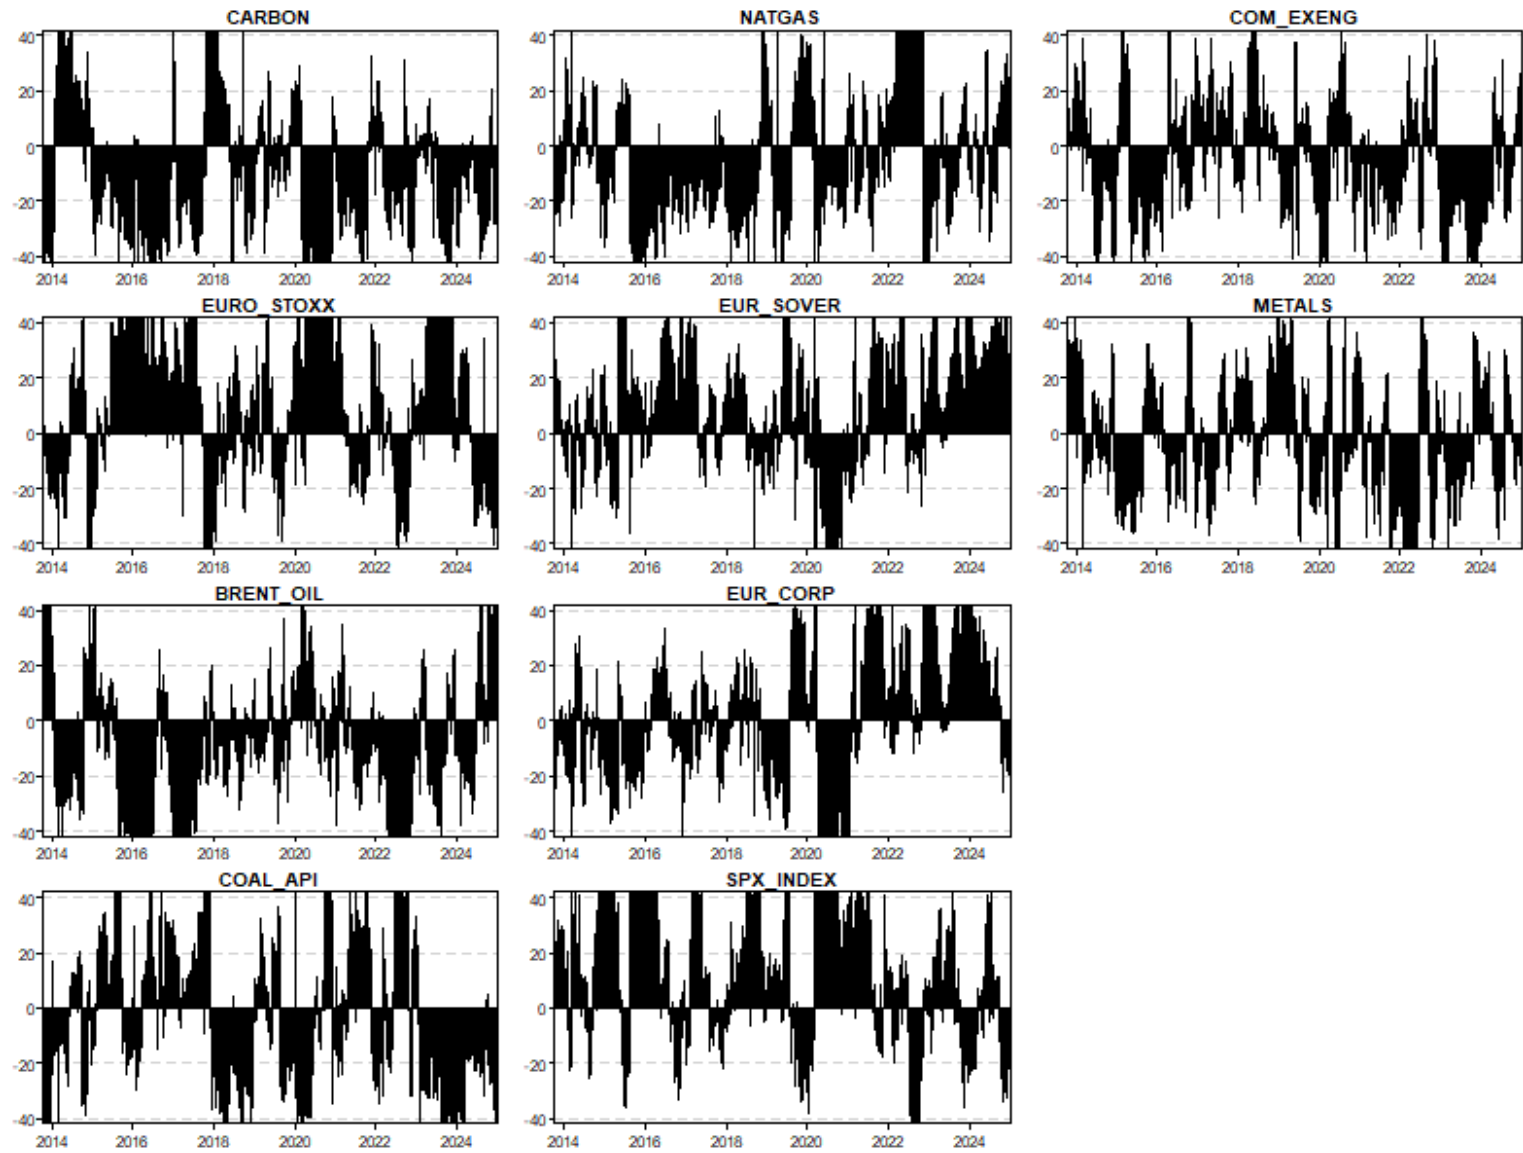 CARBON NATGAS COM_EXENG
40 40 40
20 20 20
0 0 0
-20 -20 -20
-40 -40 -40
2014 2016 2018 2020 2022 2024 2014 2016 2018 2020 2022 2024 2014 2016 2018 2020 2022 2024
EURO_STOXX EUR_SOVER METALS
40 40 40
20 20 20
0 0 0
-20 -20 -20
-40 -40 -40
2014 2016 2018 2020 2022 2024 2014 2016 2018 2020 2022 2024 2014 2016 2018 2020 2022 2024
BRENT_OIL EUR_CORP
40 40
20 20
0 0
-20 -20
-40 -40
2014 2016 2018 2020 2022 2024 2014 2016 2018 2020 2022 2024
COAL_API SPX_INDEX
40 40
20 20
0 0
-20 -20
-40 -40
2014 2016 2018 2020 2022 2024 2014 2016 2018 2020 2022 2024